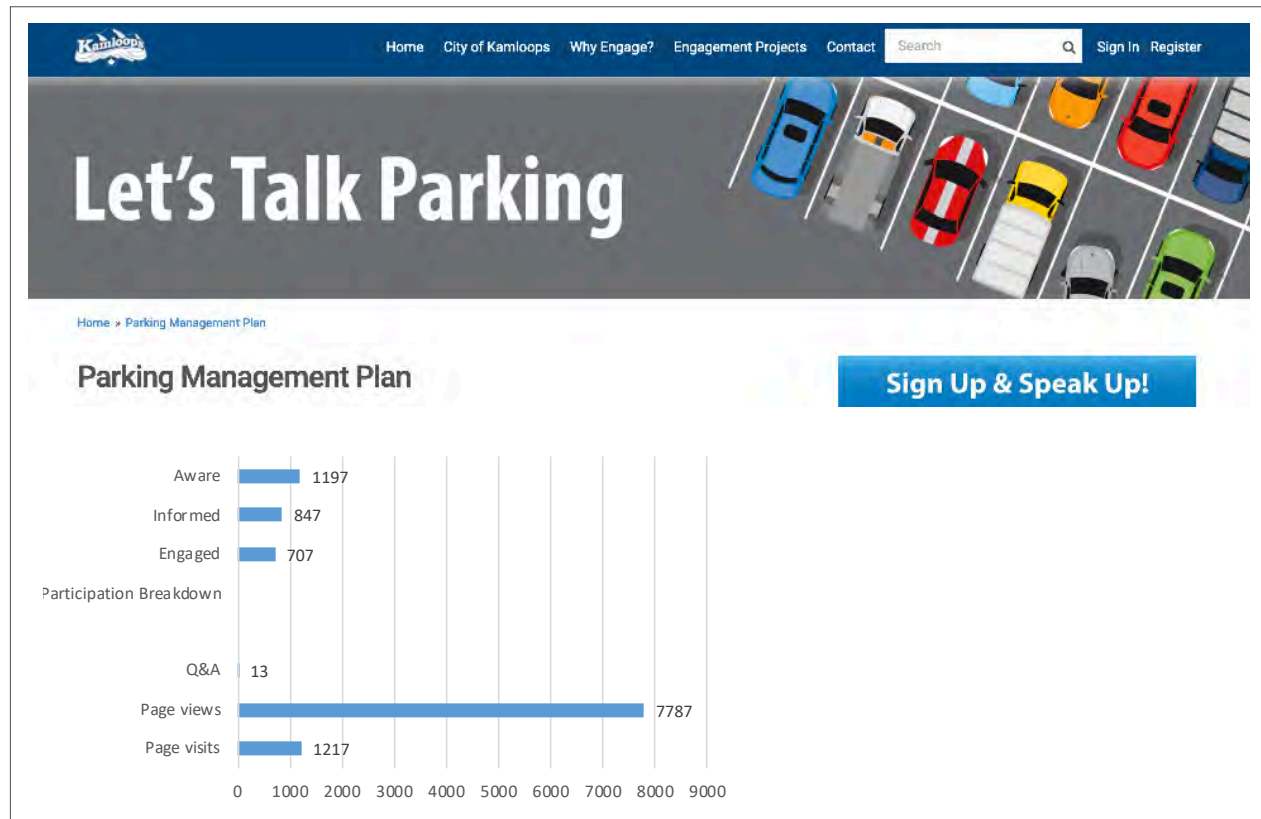 Kamloops
Home City of Kamloops Why Engage? Engagement Projects Contact Search Sign In Register
Let's Talk Parking
Home » Parking Management Plan
Parking Management Plan
Sign Up & Speak Up!
Aware 1197
Informed 847
Engaged 707
Participation Breakdown
Q&A 13
Page views 7787
Page visits 1217
0 1000 2000 3000 4000 5000 6000 7000 8000 9000